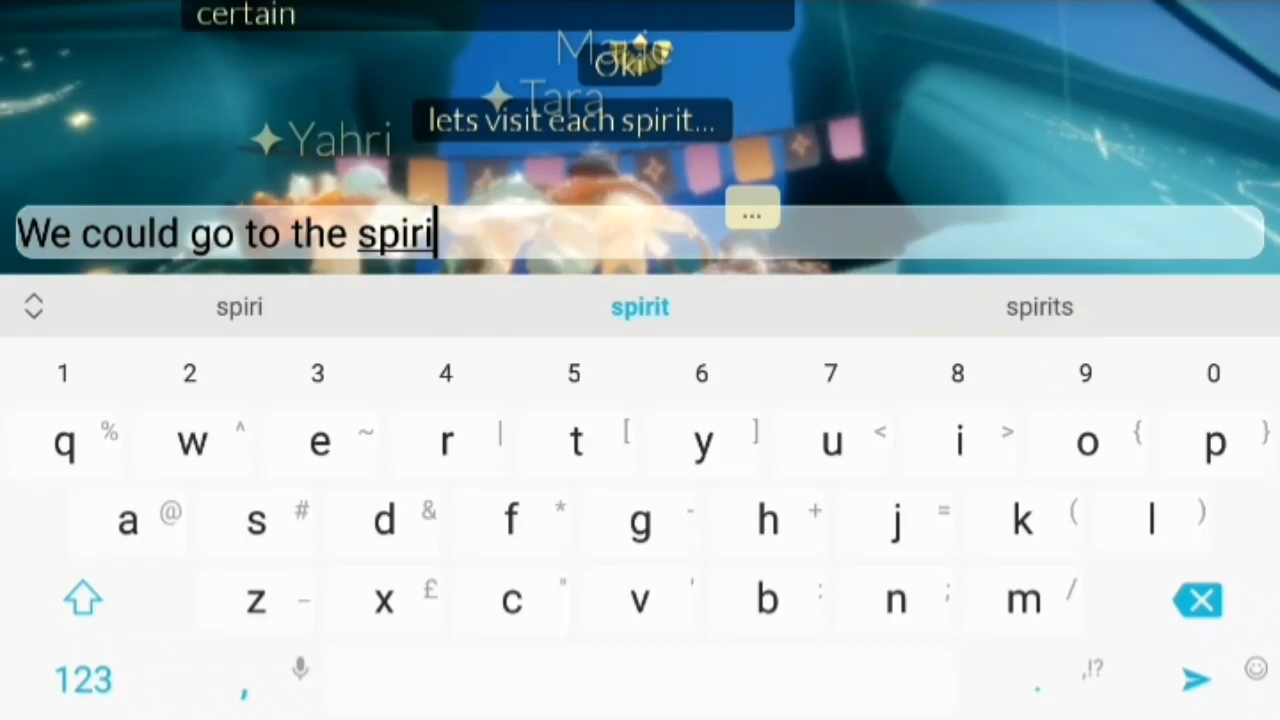 certain
Marie
Oki
Tara
lets visit each spirit...
Yahri
...
We could go to the spiri
spiri spirit spirits
1 2 3 4 5 6 7 8 9 0
q % w ^ e ~ r | t [ y ] u < i > o { p }
a @ s # d & f * g - h + j = k ( l )
z _ x £ c " v ' b : n ; m /
123 , . ,!?